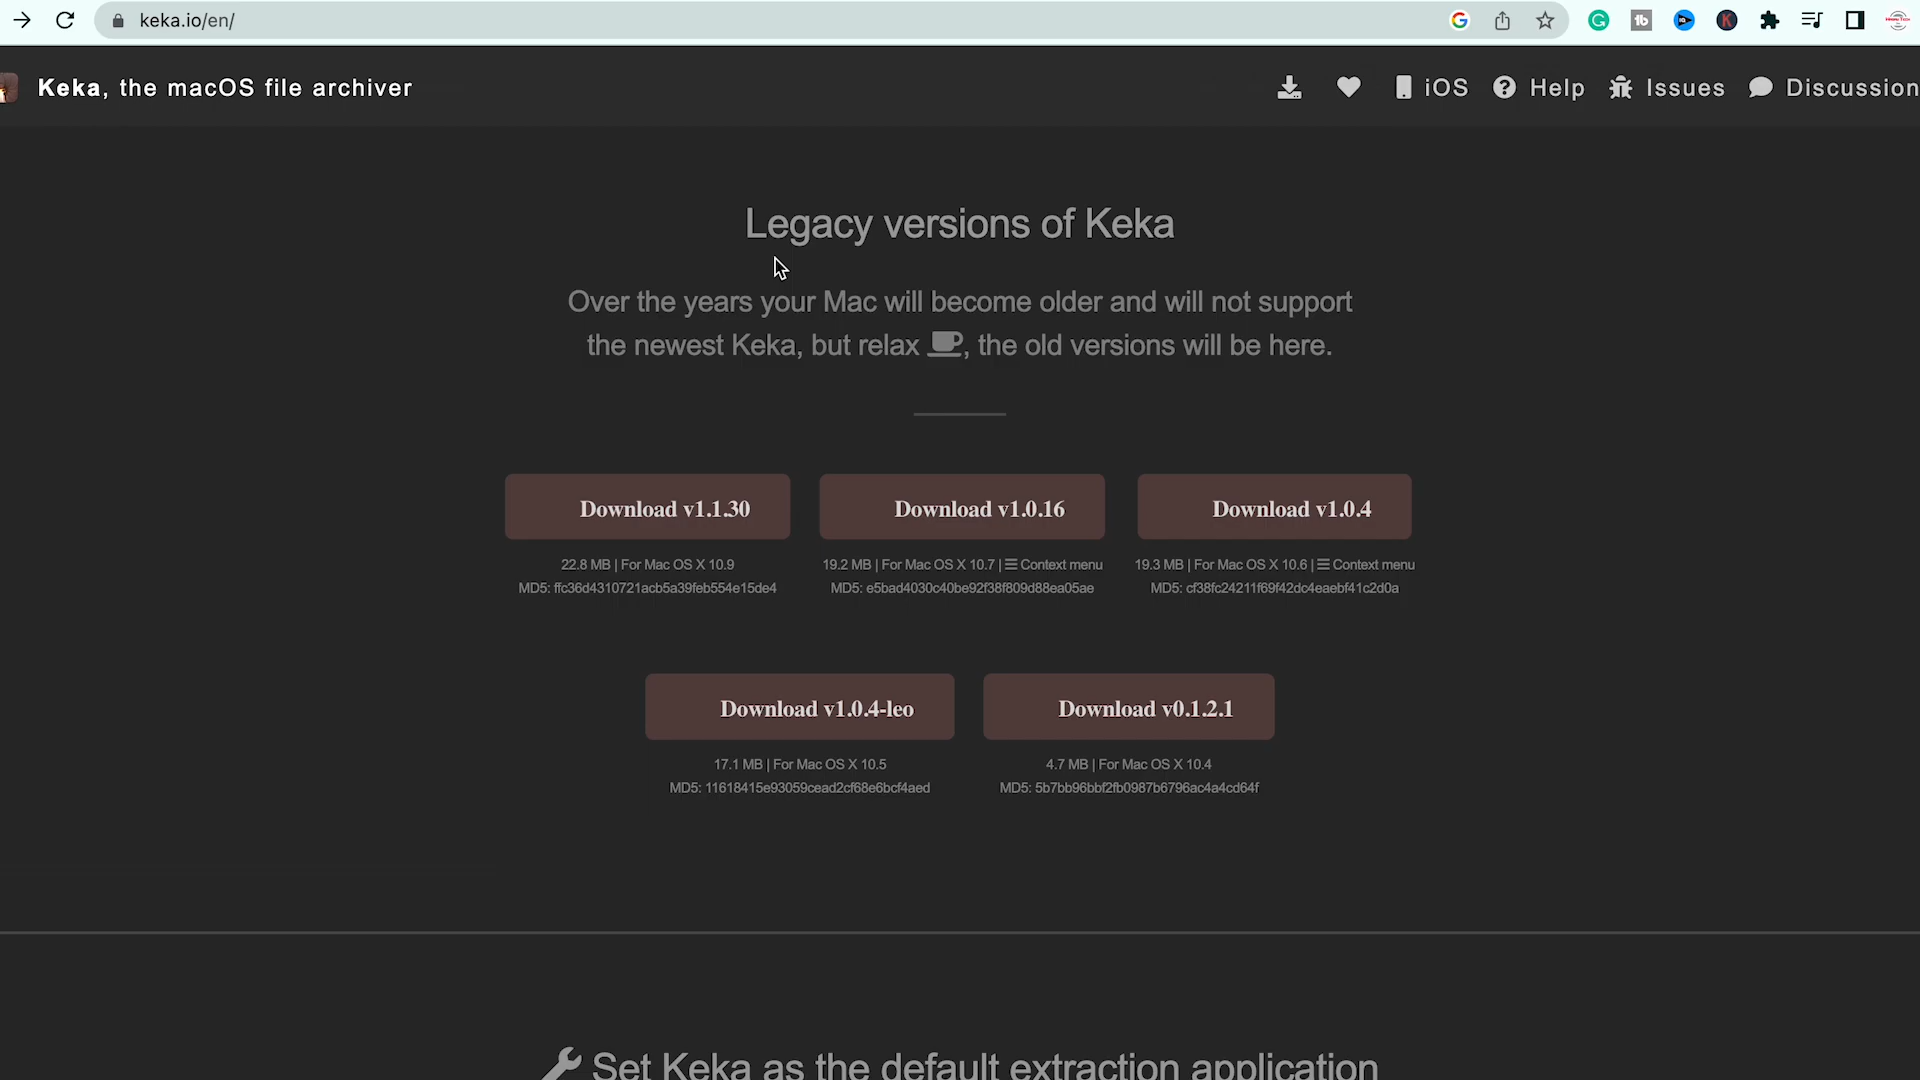 keka.io/en/
Keka, the macOS file archiver
iOS
Help
Issues
Discussion
Legacy versions of Keka
Over the years your Mac will become older and will not support
the newest Keka, but relax , the old versions will be here.
Download v1.1.30
Download v1.0.16
Download v1.0.4
22.8 MB | For Mac OS X 10.9
19.2 MB | For Mac OS X 10.7 | Context menu
19.3 MB | For Mac OS X 10.6 | Context menu
MD5: ffc36d4310721acb5a39feb554e15de4
MD5: e5bad4030c40be92f38f809d88ea05ae
MD5: cf38fc24211f69f42dc4eaebf41c2d0a
Download v1.0.4-leo
Download v0.1.2.1
17.1 MB | For Mac OS X 10.5
4.7 MB | For Mac OS X 10.4
MD5: 11618415e93059cead2cf68e6bcf4aed
MD5: 5b7bb96bbf2fb0987b6796ac4a4cd64f
Set Keka as the default extraction application